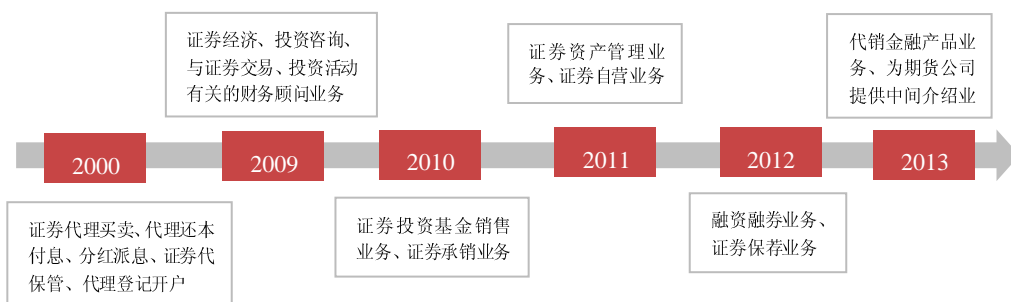 证券经济、投资咨询、
与证券交易、投资活动
有关的财务顾问业务
证券资产管理业
务、证券自营业务
代销金融产品业
务、为期货公司
提供中间介绍业
2000
2009
2010
2011
2012
2013
证券代理买卖、代理还本
付息、分红派息、证券代
保管、代理登记开户
证券投资基金销售
业务、证券承销业务
融资融券业务、
证券保荐业务